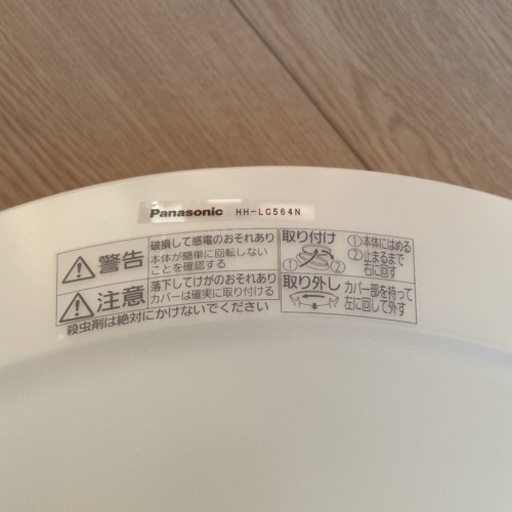 Panasonic HH-LC564N
警告 破損して感電のおそれあり
本体が簡単に回転しない
ことを確認する
注意 落下してけがのおそれあり
カバーは確実に取り付ける
殺虫剤は絶対にかけないでください
取り付け ①本体にはめる
①② ②止まるまで
右に回す
取り外し カバー部を持って
左に回して外す